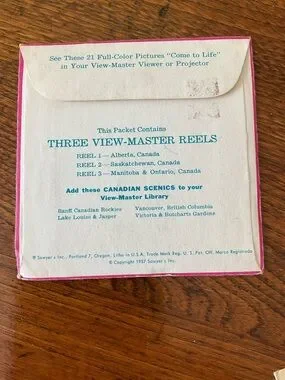 See These 21 Full-Color Pictures "Come to Life"
in Your View-Master Viewer or Projector
This Packet Contains
THREE VIEW-MASTER REELS
REEL 1—Alberta, Canada
REEL 2—Saskatchewan, Canada
REEL 3—Manitoba & Ontario, Canada
Add these CANADIAN SCENICS to your
View-Master Library
Banff Canadian Rockies Vancouver, British Columbia
Lake Louise & Jasper Victoria & Butcharts Gardens
® Sawyer's Inc., Portland 7, Oregon. Litho in U.S.A. Trade Mark Reg. U. S. Pat. Off. Marca Registrada
© Copyright 1957 Sawyer's Inc.